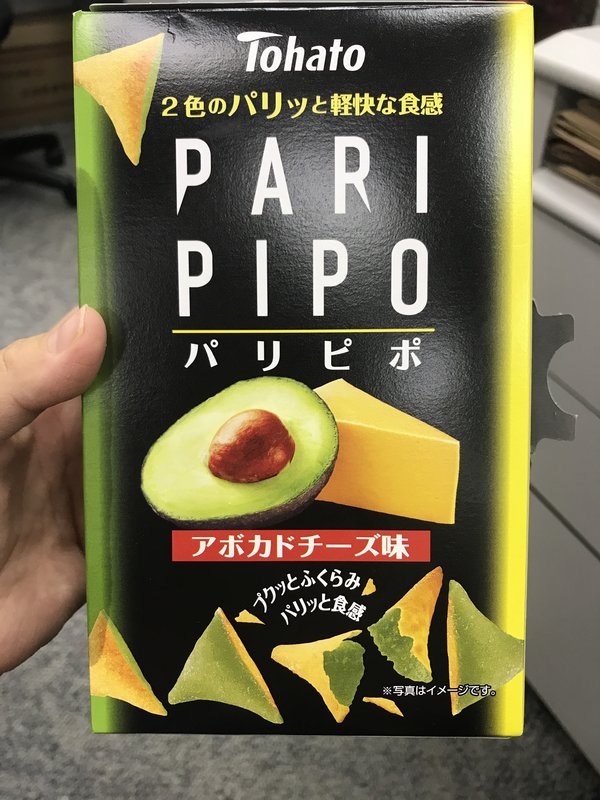 Tohato
2色のパリッと軽快な食感
PARI
PIPO
パリピポ
アボカドチーズ味
プクッとふくらみ
パリッと食感
※写真はイメージです。